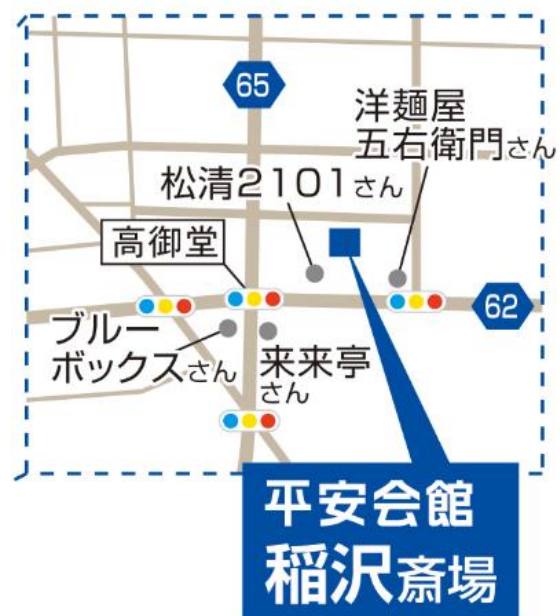 65
洋麺屋
五右衛門さん
松清2101さん
高御堂
62
ブルー
ボックスさん
来来亭
さん
平安会館
稲沢斎場